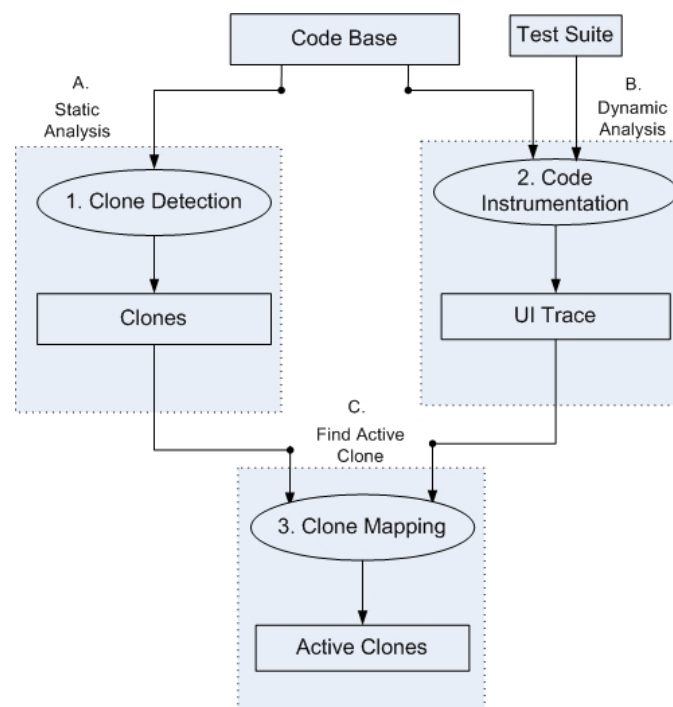 Code Base
Test Suite
A.
Static
Analysis
B.
Dynamic
Analysis
1. Clone Detection
2. Code
Instrumentation
Clones
UI Trace
C.
Find Active
Clone
3. Clone Mapping
Active Clones